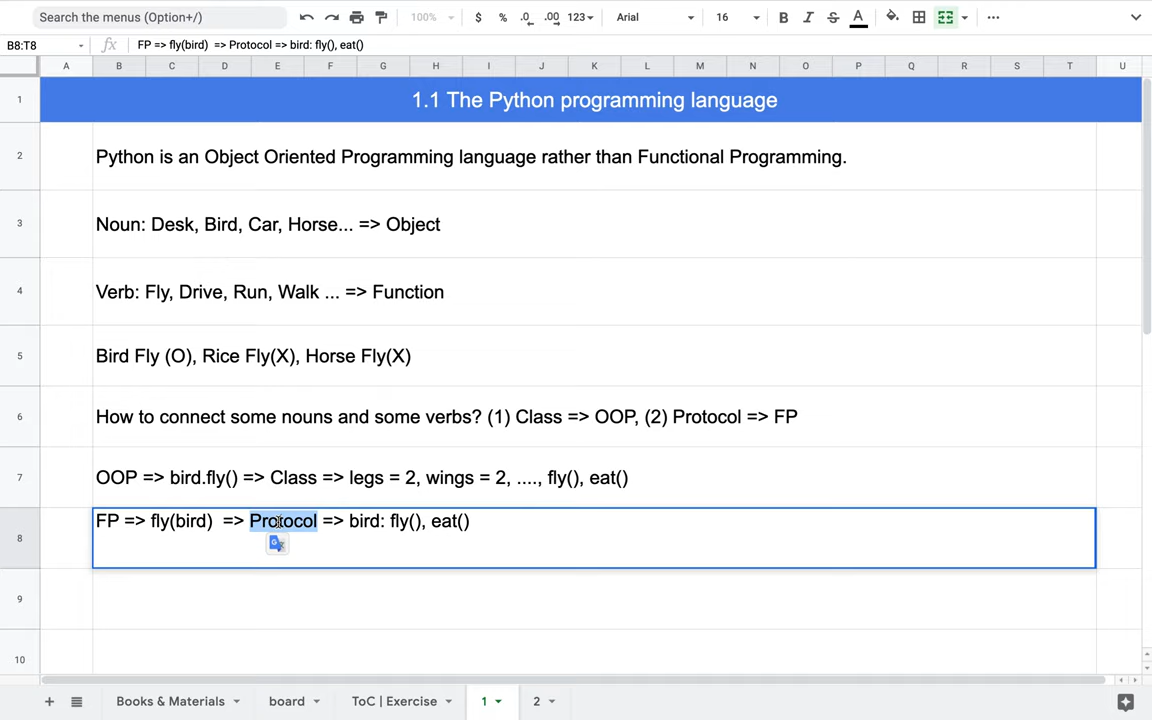 Search the menus (Option+/)
100%
$ % .0 .00 123
Arial
16
B I S A
B8:T8
fx
FP => fly(bird)  => Protocol => bird: fly(), eat()
A B C D E F G H I J K L M N O P Q R S T U
1 1.1 The Python programming language
2 Python is an Object Oriented Programming language rather than Functional Programming.
3 Noun: Desk, Bird, Car, Horse... => Object
4 Verb: Fly, Drive, Run, Walk ... => Function
5 Bird Fly (O), Rice Fly(X), Horse Fly(X)
6 How to connect some nouns and some verbs? (1) Class => OOP, (2) Protocol => FP
7 OOP => bird.fly() => Class => legs = 2, wings = 2, ...., fly(), eat()
8 FP => fly(bird)  => Protocol => bird: fly(), eat()
9
10
Books & Materials board ToC | Exercise 1 2